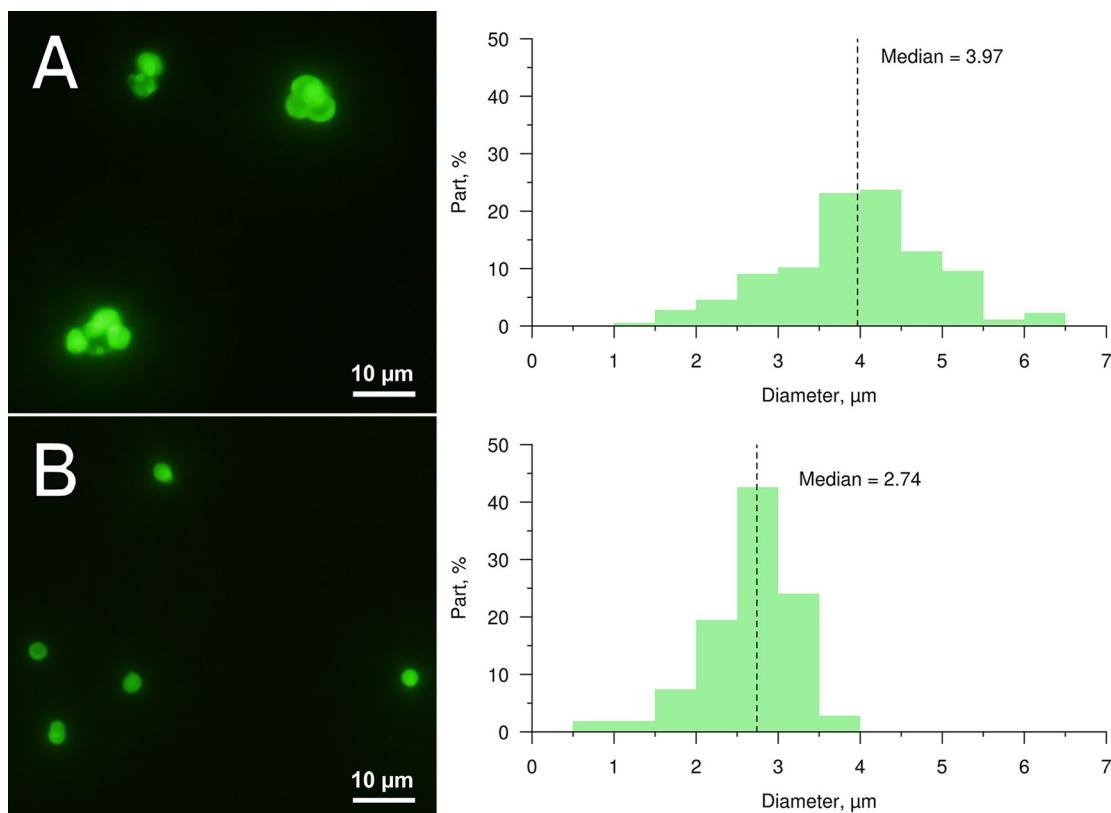 A
10 µm
50
40
30
20
10
0
Part, %
Median = 3.97
0 1 2 3 4 5 6 7
Diameter, µm
B
10 µm
50
40
30
20
10
0
Part, %
Median = 2.74
0 1 2 3 4 5 6 7
Diameter, µm